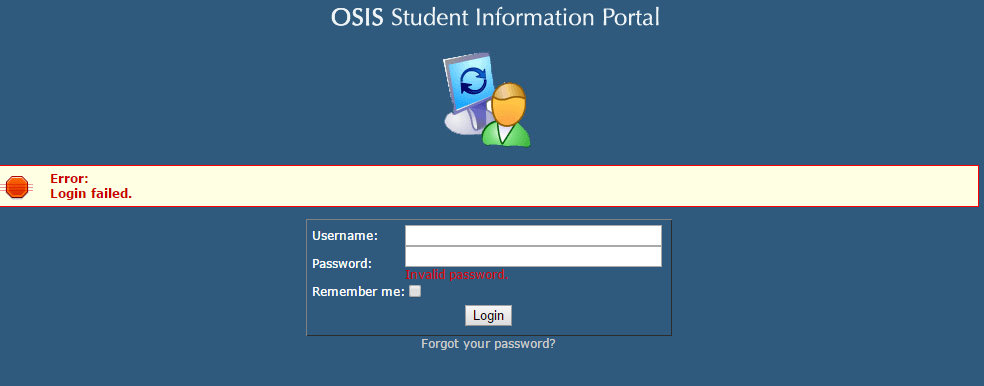 OSIS Student Information Portal
Error:
Login failed.
Username:
Password:
Invalid password.
Remember me:
Login
Forgot your password?